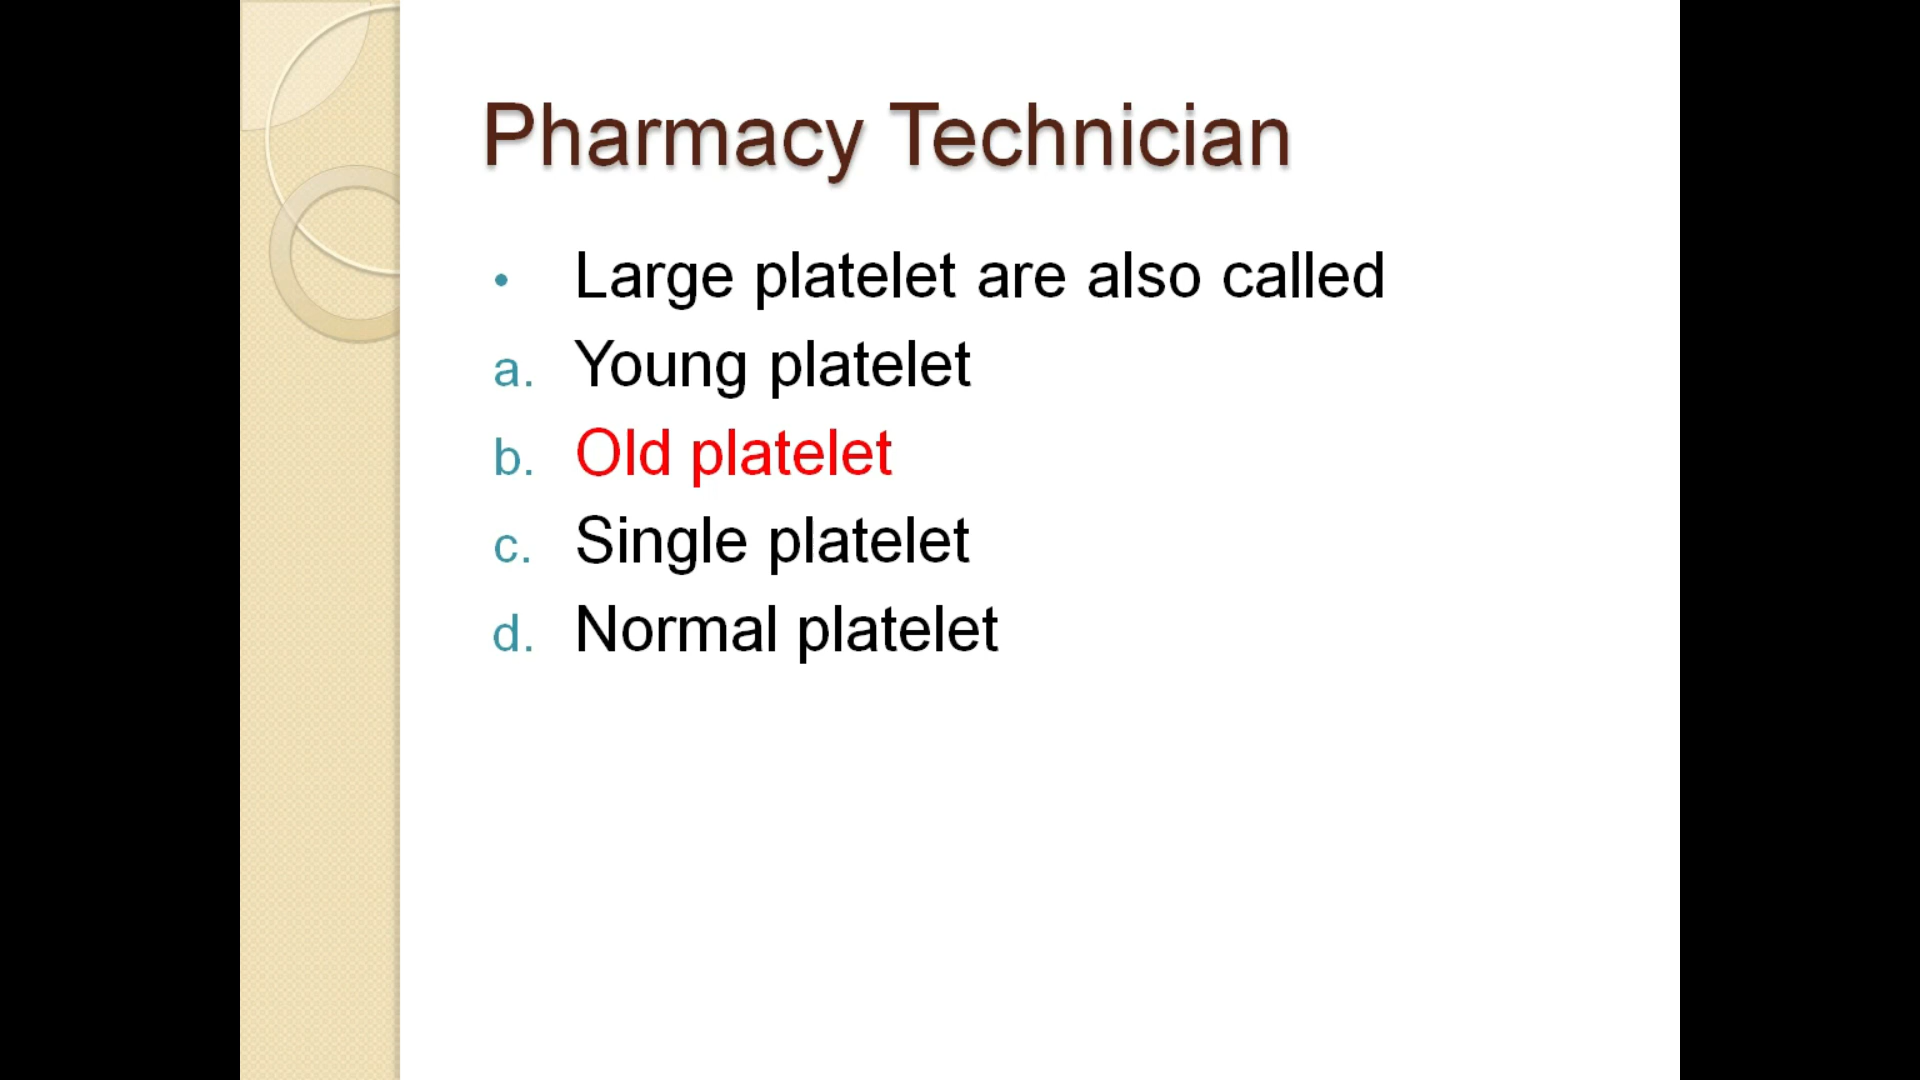 Pharmacy Technician
• Large platelet are also called
a. Young platelet
b. Old platelet
c. Single platelet
d. Normal platelet